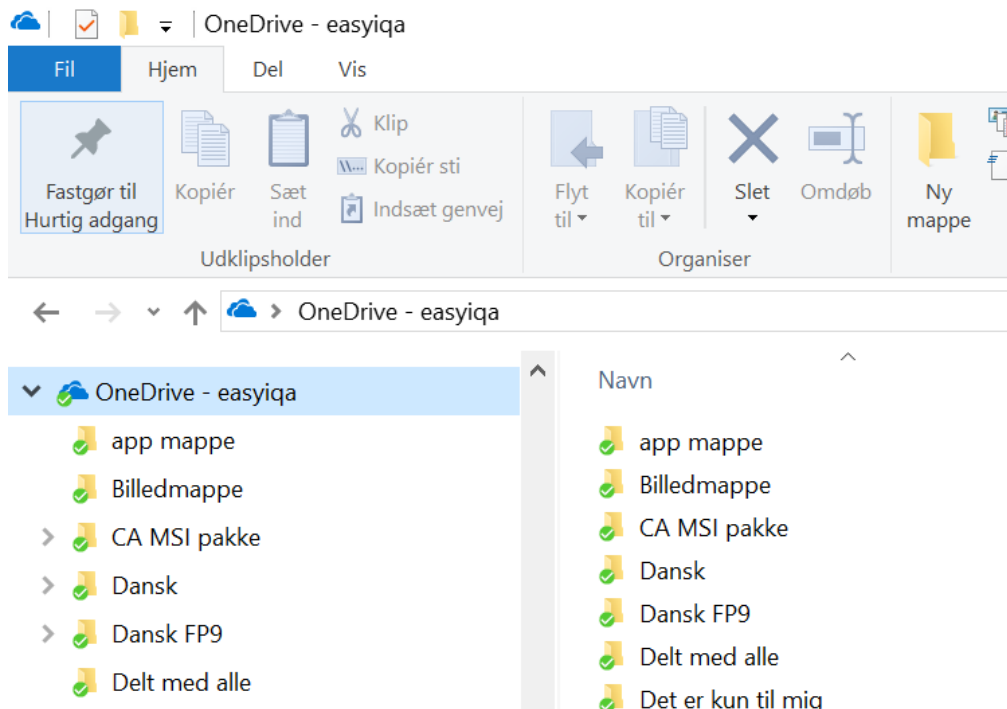 OneDrive - easyiqa
Fil Hjem Del Vis
Fastgør til
Hurtig adgang
Kopiér
Sæt
ind
Klip
Kopiér sti
Indsæt genvej
Udklipsholder
Flyt
til
Kopiér
til
Slet
Omdøb
Organiser
Ny
mappe
OneDrive - easyiqa
OneDrive - easyiqa
app mappe
Billedmappe
CA MSI pakke
Dansk
Dansk FP9
Delt med alle
Navn
app mappe
Billedmappe
CA MSI pakke
Dansk
Dansk FP9
Delt med alle
Det er kun til mig